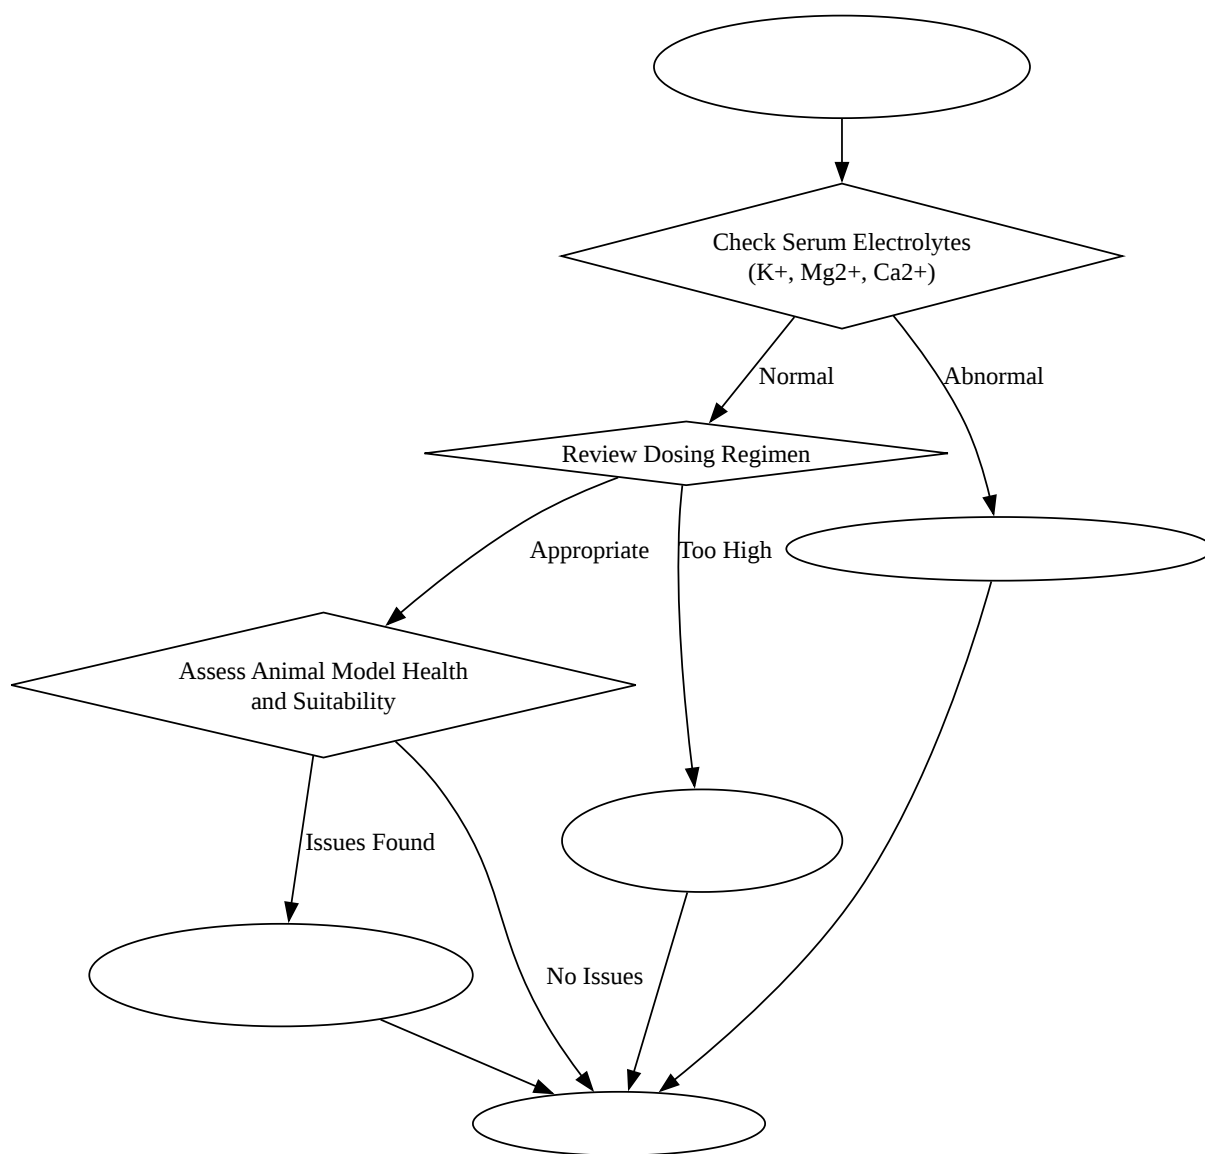 Check Serum Electrolytes
(K+, Mg2+, Ca2+)
Normal
Abnormal
Review Dosing Regimen
Appropriate
Too High
Assess Animal Model Health
and Suitability
Issues Found
No Issues